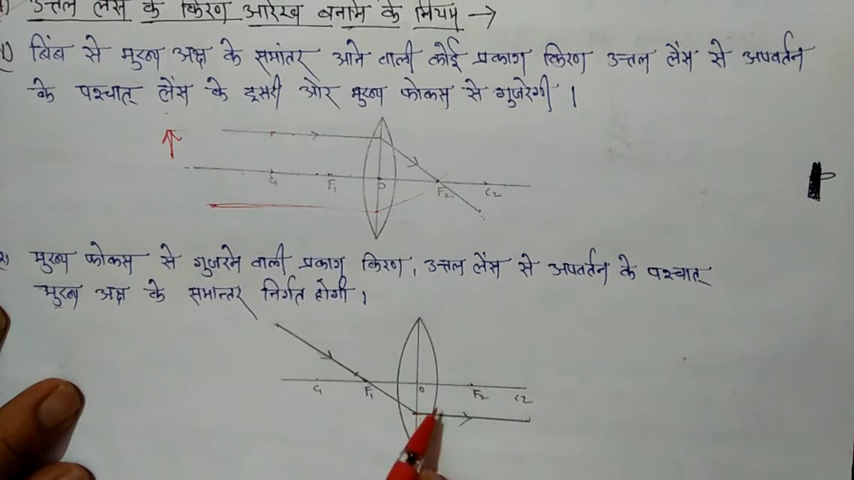 उत्तल लेंस के किरण आरेख बनाने के नियम →
1) बिंब से मुख्य अक्ष के समांतर आने वाली कोई प्रकाश किरण उत्तल लेंस से अपवर्तन
के पश्चात् लेंस के दूसरी ओर मुख्य फोकस से गुजरेगी।
C1 F1 O F2 C2
2) मुख्य फोकस से गुजरने वाली प्रकाश किरण, उत्तल लेंस से अपवर्तन के पश्चात्
मुख्य अक्ष के समान्तर निर्गत होगी।
C1 F1 O F2 C2